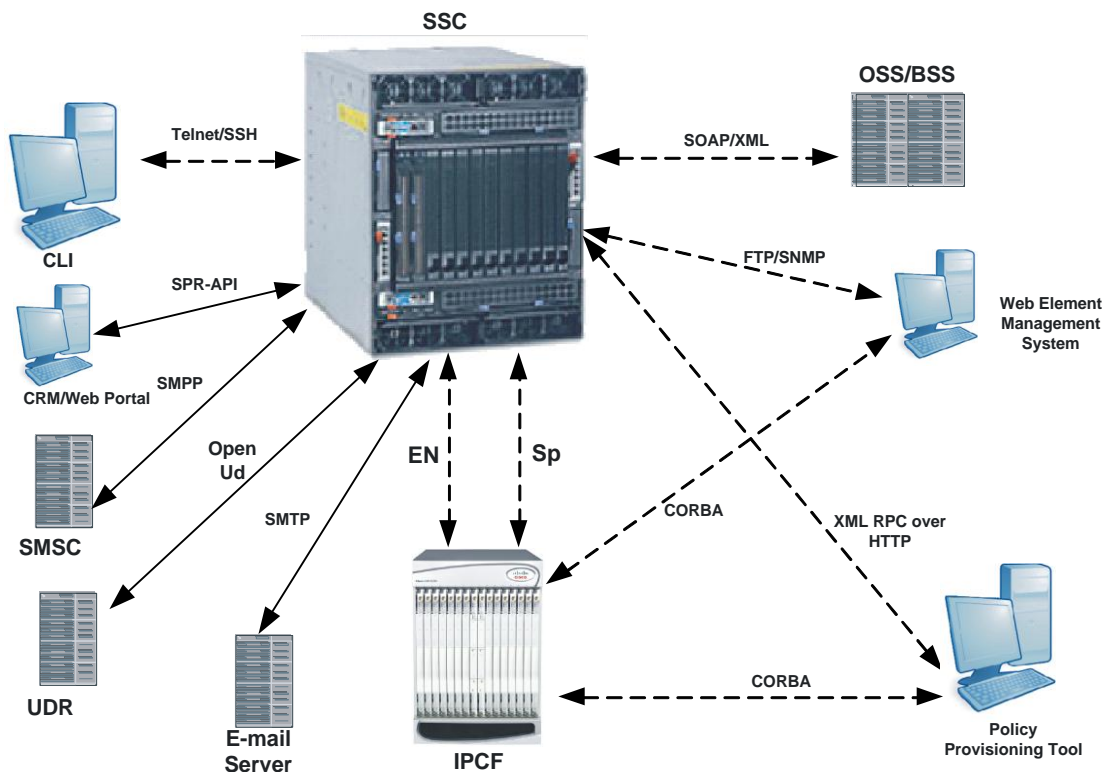 SSC
OSS/BSS
Telnet/SSH
SOAP/XML
CLI
FTP/SNMP
SPR-API
Web Element
Management
System
SMPP
CRM/Web Portal
Open
Ud
EN
Sp
SMTP
CORBA
XML RPC over
HTTP
SMSC
CISCO
CORBA
UDR
E-mail
Server
IPCF
Policy
Provisioning Tool